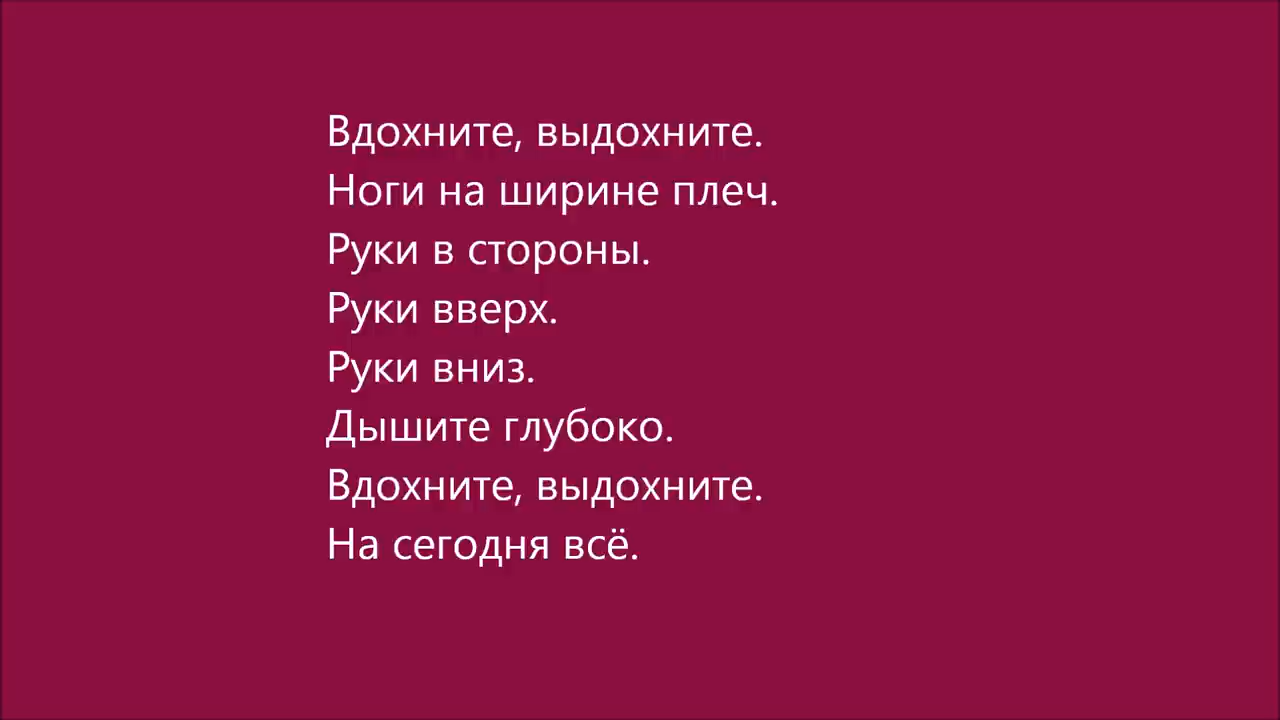 Вдохните, выдохните.
Ноги на ширине плеч.
Руки в стороны.
Руки вверх.
Руки вниз.
Дышите глубоко.
Вдохните, выдохните.
На сегодня всё.